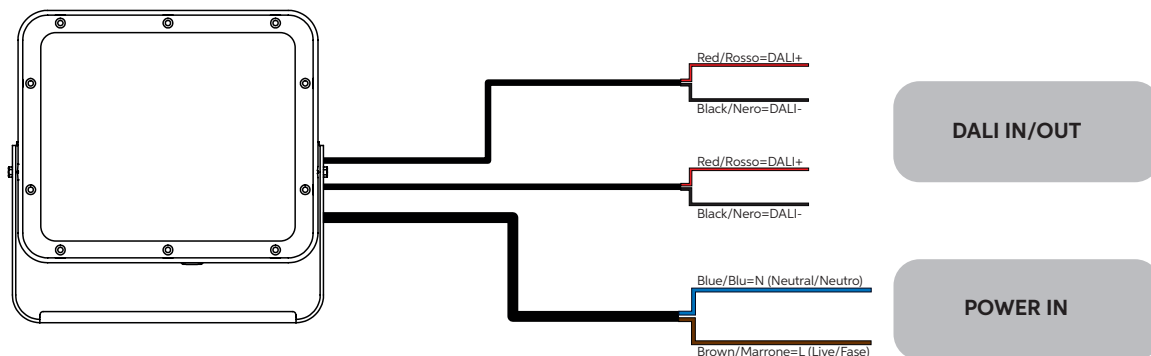 Red/Rosso=DALI+
Black/Nero=DALI-
DALI IN/OUT
Red/Rosso=DALI+
Black/Nero=DALI-
Blue/Blu=N (Neutral/Neutro)
POWER IN
Brown/Marrone=L (Live/Fase)